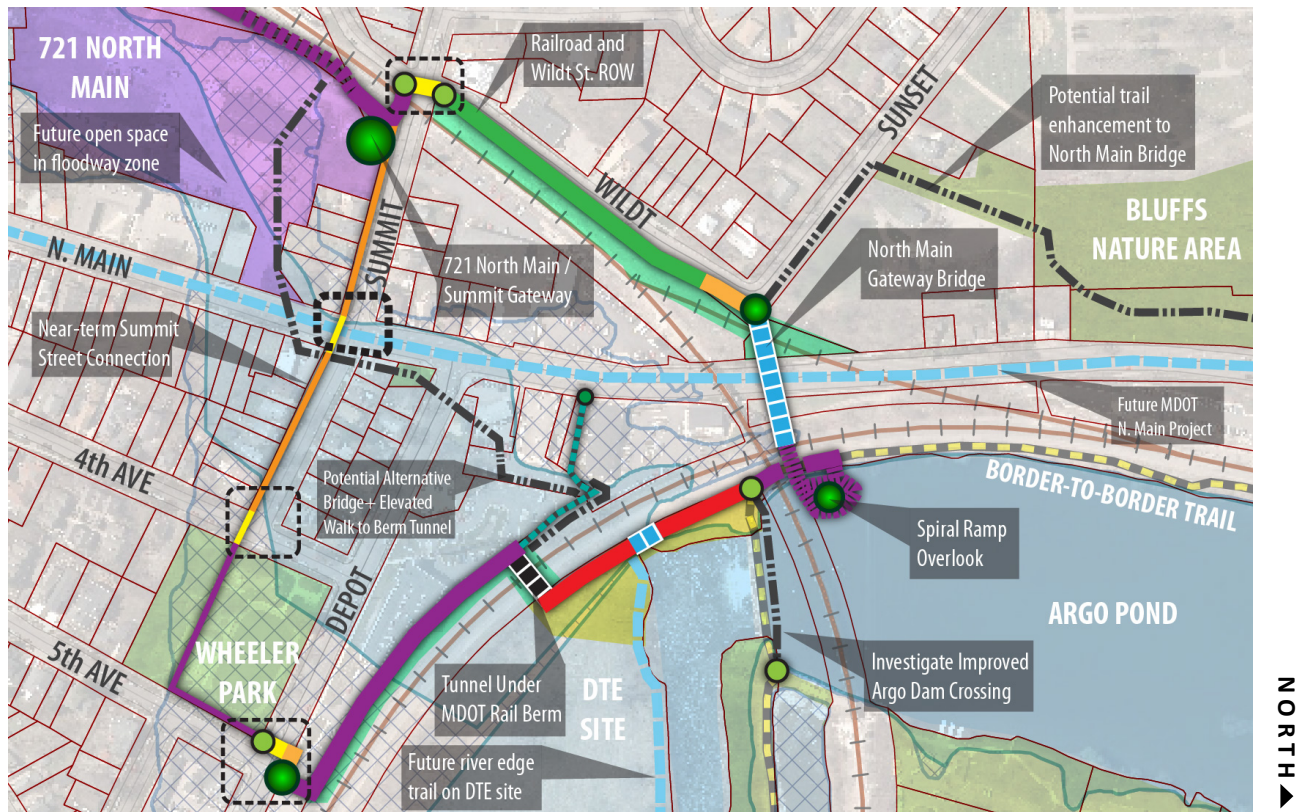 721 NORTH
MAIN
Future open space
in floodway zone
Railroad and
Wildt St. ROW
SUNSET
Potential trail
enhancement to
North Main Bridge
BLUFFS
NATURE AREA
WILDT
SUMMIT
N. MAIN
721 North Main /
Summit Gateway
North Main
Gateway Bridge
Near-term Summit
Street Connection
Future MDOT
N. Main Project
4th AVE
Potential Alternative
Bridge+ Elevated
Walk to Berm Tunnel
BORDER-TO-BORDER TRAIL
Spiral Ramp
Overlook
DEPOT
ARGO POND
5th AVE
WHEELER
PARK
Tunnel Under
MDOT Rail Berm
DTE
SITE
Investigate Improved
Argo Dam Crossing
Future river edge
trail on DTE site
NORTH